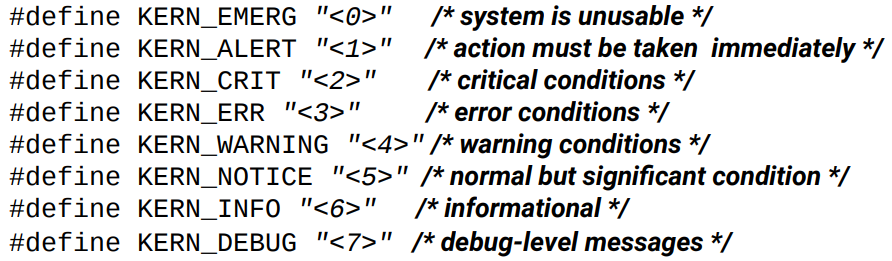 #define KERN_EMERG "<0>" /* system is unusable */
#define KERN_ALERT "<1>" /* action must be taken immediately */
#define KERN_CRIT "<2>" /* critical conditions */
#define KERN_ERR "<3>" /* error conditions */
#define KERN_WARNING "<4>" /* warning conditions */
#define KERN_NOTICE "<5>" /* normal but significant condition */
#define KERN_INFO "<6>" /* informational */
#define KERN_DEBUG "<7>" /* debug-level messages */